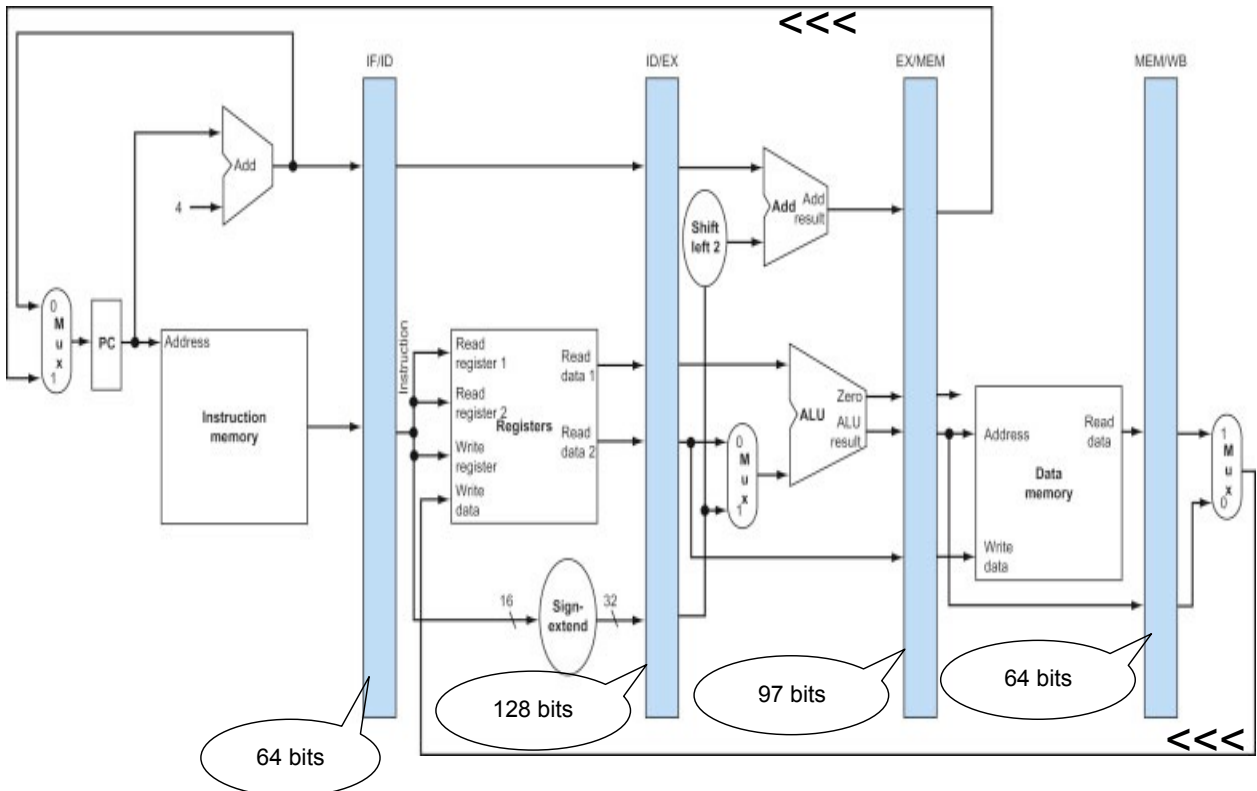 <<<
IF/ID
ID/EX
EX/MEM
MEM/WB
Add
4
Shift
left 2
Add
Add
result
0
M
u
x
1
PC
Address
Instruction
memory
Instruction
Read
register 1
Read
register 2
Write
register
Write
data
Registers
Read
data 1
Read
data 2
16
Sign-
extend
32
0
M
u
x
1
ALU
Zero
ALU
result
Address
Read
data
Data
memory
Write
data
1
M
u
x
0
64 bits
128 bits
97 bits
64 bits
<<<